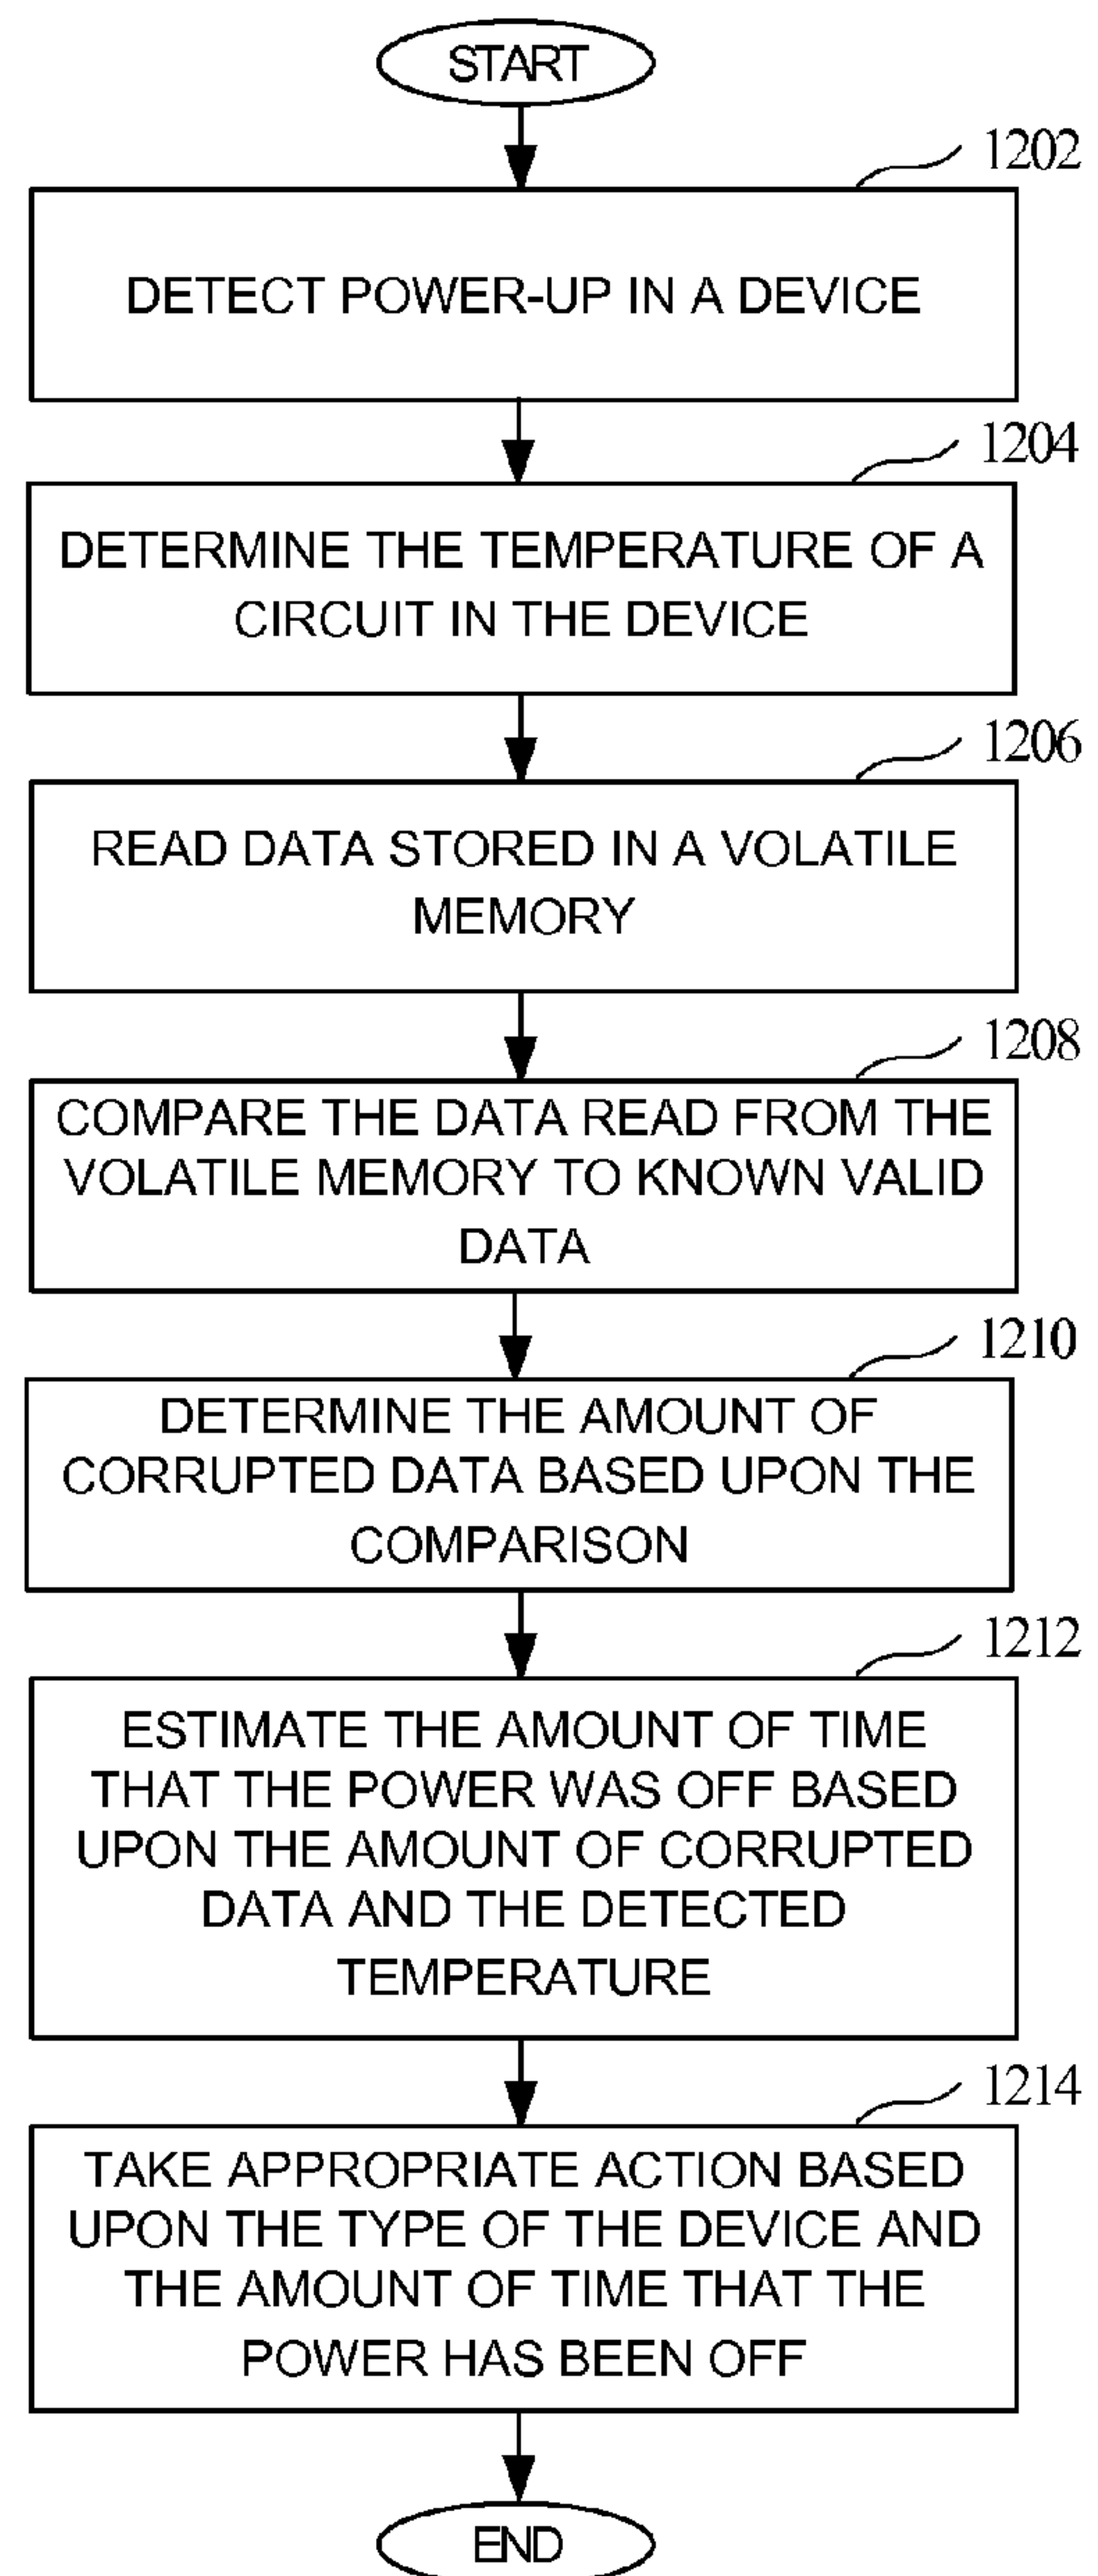 START
1202
DETECT POWER-UP IN A DEVICE
1204
DETERMINE THE TEMPERATURE OF A
CIRCUIT IN THE DEVICE
1206
READ DATA STORED IN A VOLATILE
MEMORY
1208
COMPARE THE DATA READ FROM THE
VOLATILE MEMORY TO KNOWN VALID
DATA
1210
DETERMINE THE AMOUNT OF
CORRUPTED DATA BASED UPON THE
COMPARISON
1212
ESTIMATE THE AMOUNT OF TIME
THAT THE POWER WAS OFF BASED
UPON THE AMOUNT OF CORRUPTED
DATA AND THE DETECTED
TEMPERATURE
1214
TAKE APPROPRIATE ACTION BASED
UPON THE TYPE OF THE DEVICE AND
THE AMOUNT OF TIME THAT THE
POWER HAS BEEN OFF
END